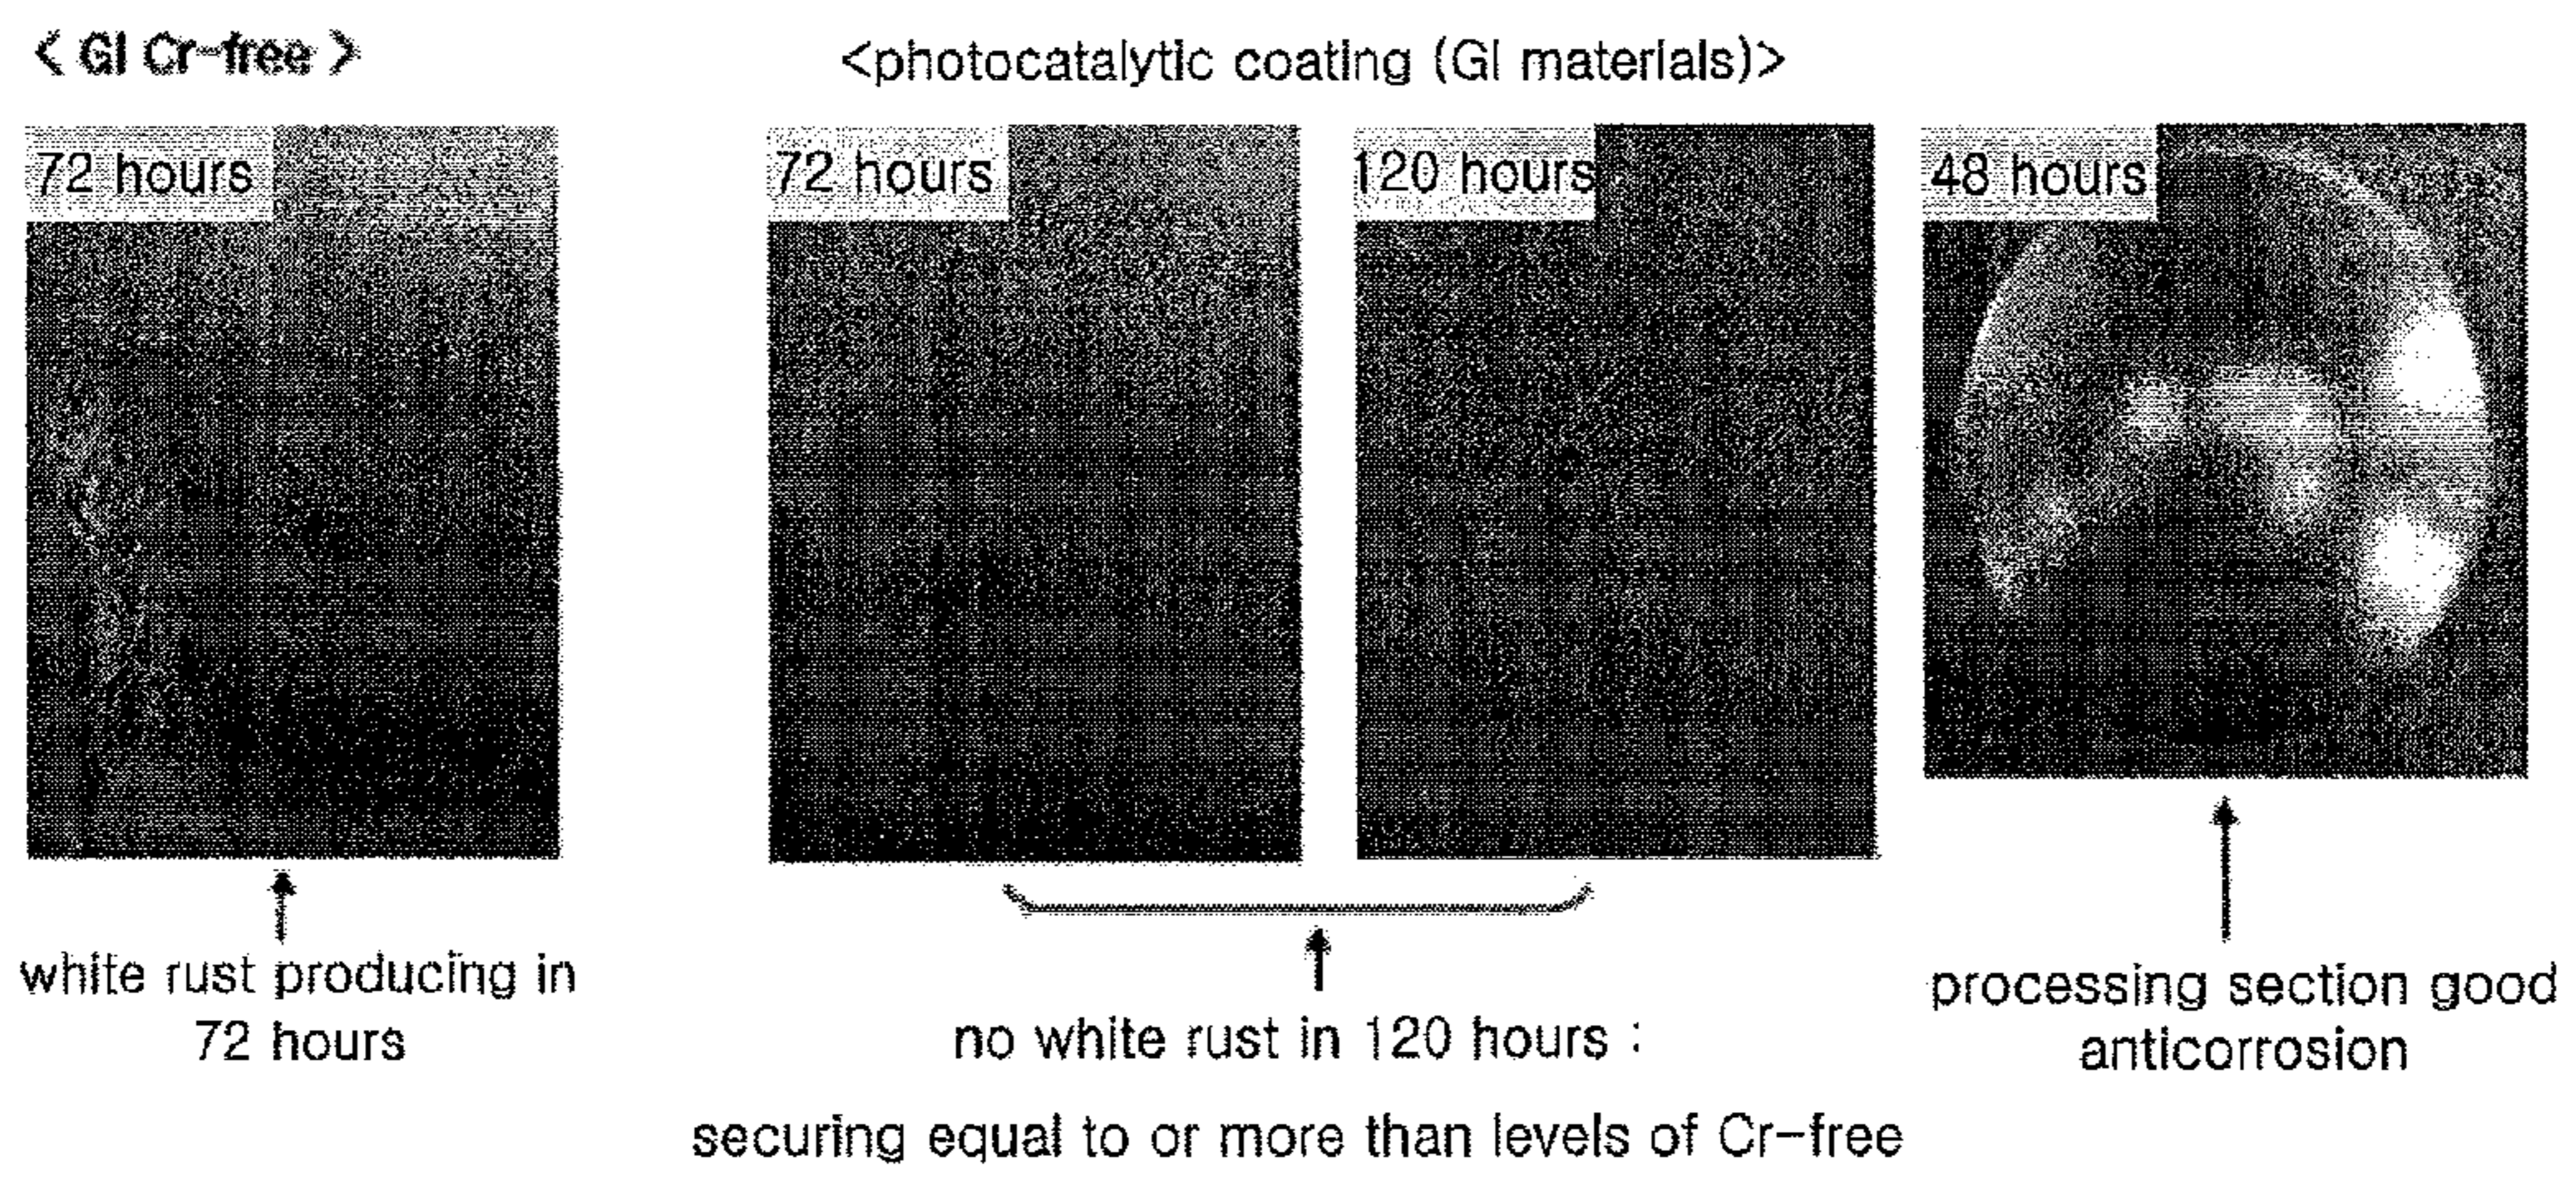 < GI Cr-free >
<photocatalytic coating (GI materials)>
72 hours
72 hours
120 hours
48 hours
white rust producing in
72 hours
no white rust in 120 hours :
securing equal to or more than levels of Cr-free
processing section good
anticorrosion